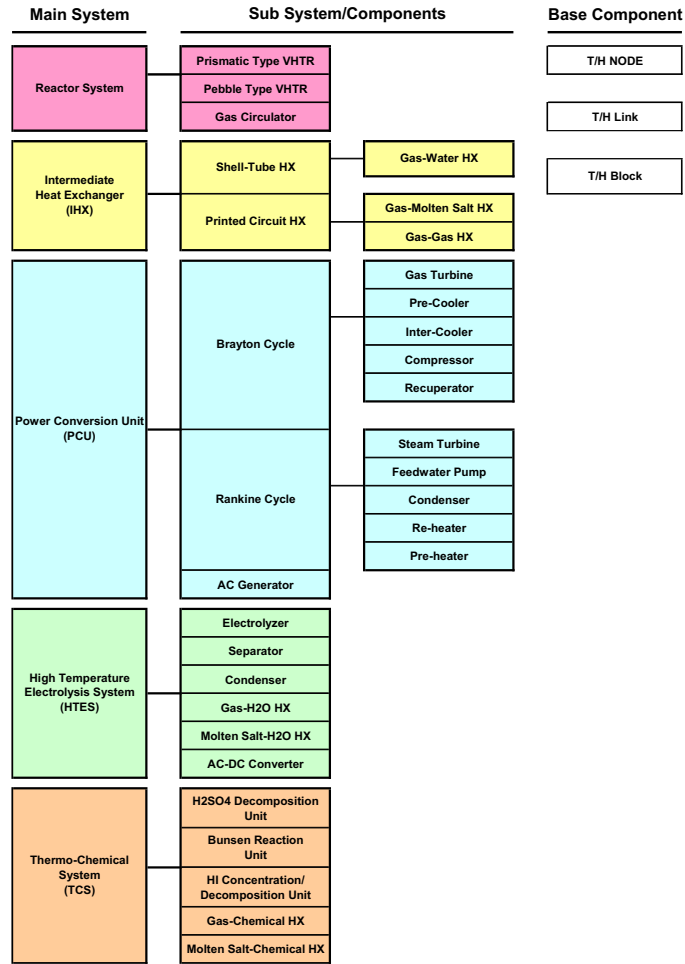 Main System
Sub System/Components
Base Component
Reactor System
Prismatic Type VHTR
Pebble Type VHTR
Gas Circulator
T/H NODE
T/H Link
T/H Block
Intermediate
Heat Exchanger
(IHX)
Shell-Tube HX
Printed Circuit HX
Gas-Water HX
Gas-Molten Salt HX
Gas-Gas HX
Power Conversion Unit
(PCU)
Brayton Cycle
Gas Turbine
Pre-Cooler
Inter-Cooler
Compressor
Recuperator
Rankine Cycle
Steam Turbine
Feedwater Pump
Condenser
Re-heater
Pre-heater
AC Generator
High Temperature
Electrolysis System
(HTES)
Electrolyzer
Separator
Condenser
Gas-H2O HX
Molten Salt-H2O HX
AC-DC Converter
Thermo-Chemical
System
(TCS)
H2SO4 Decomposition
Unit
Bunsen Reaction
Unit
HI Concentration/
Decomposition Unit
Gas-Chemical HX
Molten Salt-Chemical HX